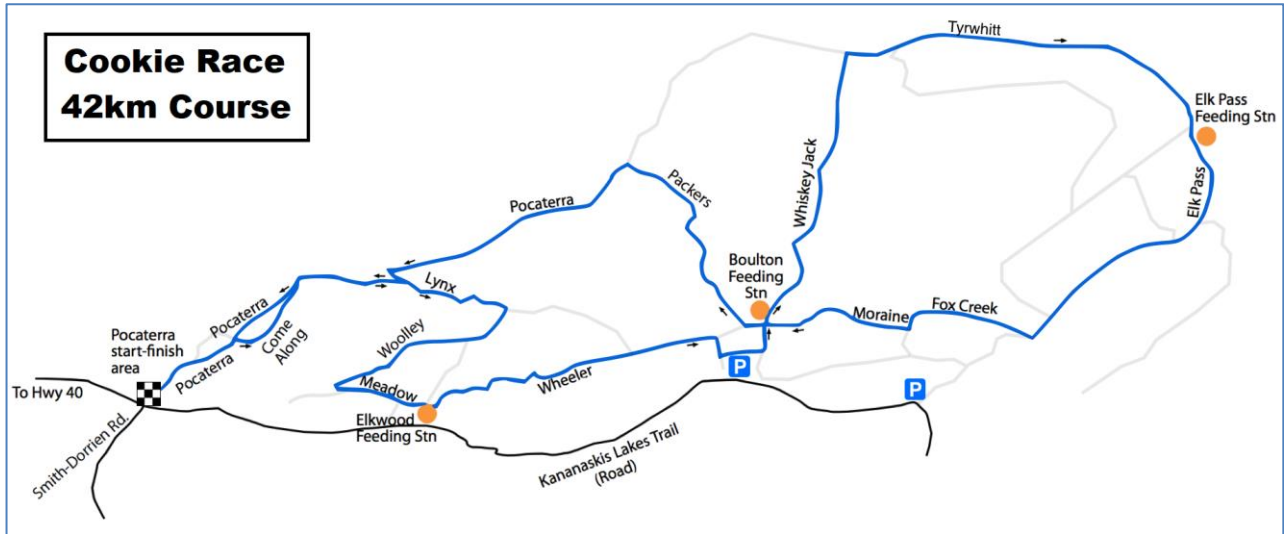 Cookie Race
42km Course
Tyrwhitt
Elk Pass
Feeding Stn
Elk Pass
Whiskey Jack
Packers
Pocaterra
Boulton
Feeding
Stn
Lynx
Fox Creek
Moraine
Pocaterra
Come
Along
Woolley
Pocaterra
start-finish
area
Pocaterra
Wheeler
P
P
Meadow
To Hwy 40
Elkwood
Feeding Stn
Smith-Dorrien Rd.
Kananaskis Lakes Trail
(Road)